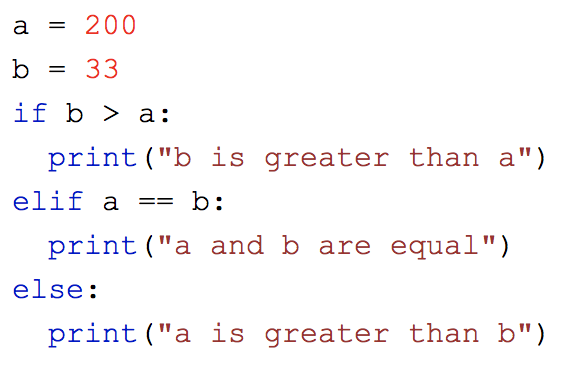 a = 200
b = 33
if b > a:
  print("b is greater than a")
elif a == b:
  print("a and b are equal")
else:
  print("a is greater than b")